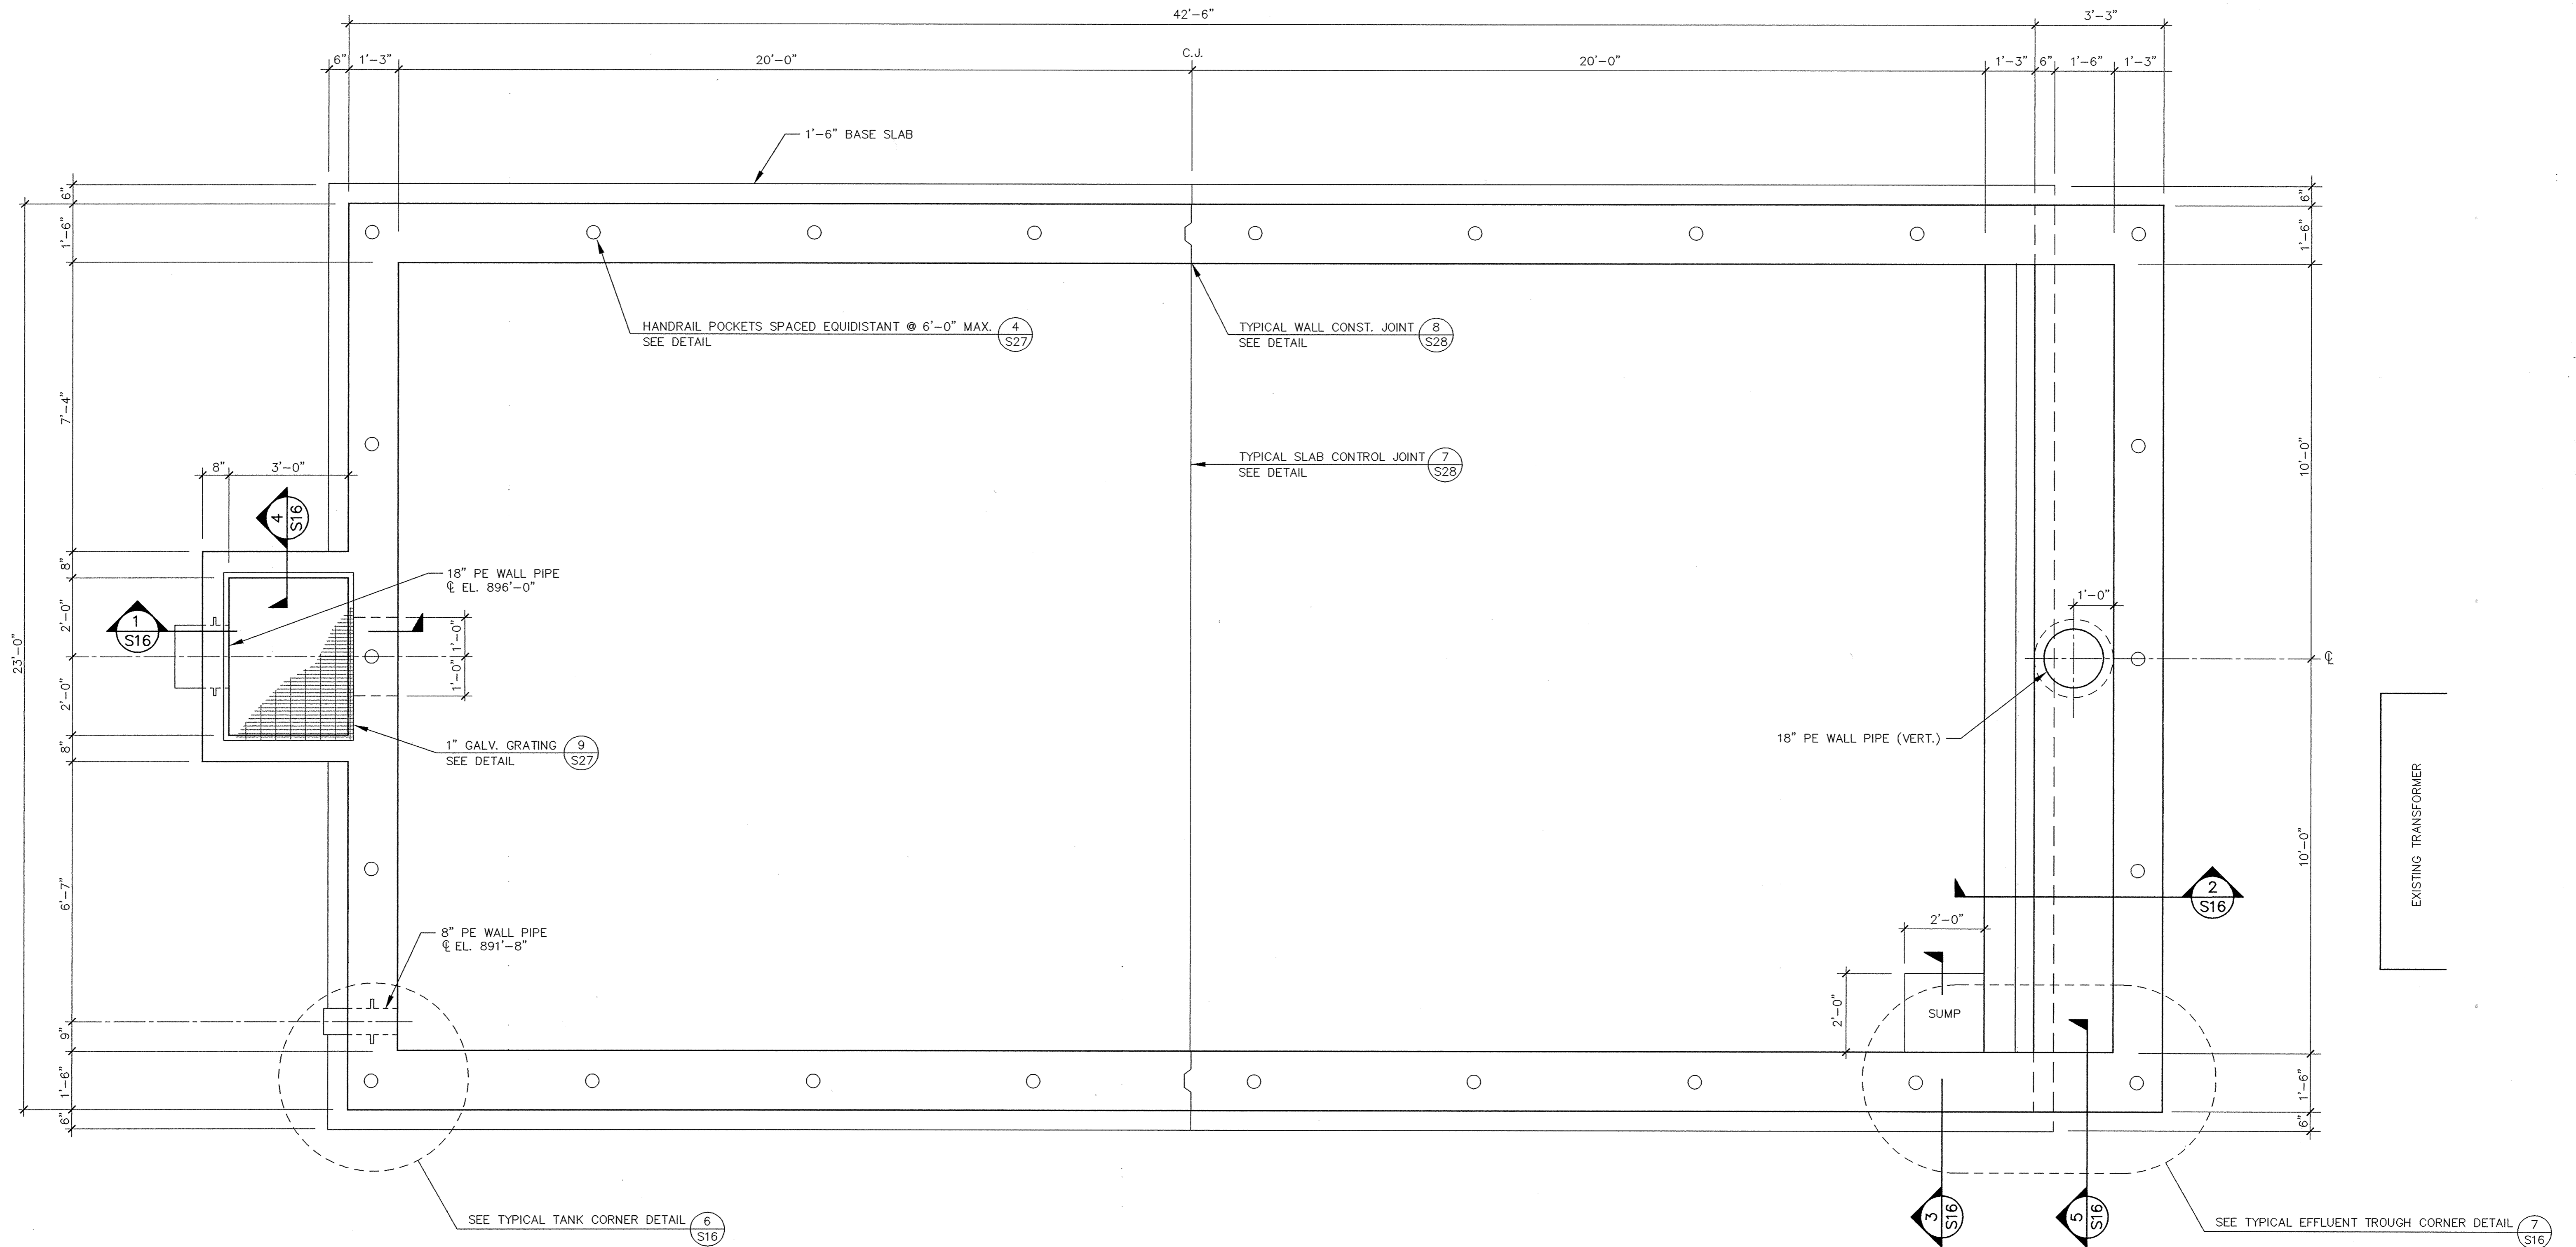 42'-6"
3'-3"
6"
1'-3"
20'-0"
C.J.
20'-0"
1'-3"
6"
1'-6"
1'-3"
1'-6" BASE SLAB
6"
1'-6"
7'-4"
8"
2'-0"
2'-0"
8"
6'-7"
9"
1'-6"
6"
23'-0"
6"
1'-6"
10'-0"
10'-0"
1'-6"
6"
HANDRAIL POCKETS SPACED EQUIDISTANT @ 6'-0" MAX.
SEE DETAIL
4
S27
TYPICAL WALL CONST. JOINT
SEE DETAIL
8
S28
TYPICAL SLAB CONTROL JOINT
SEE DETAIL
7
S28
8"
3'-0"
4
S16
18" PE WALL PIPE
℄ EL. 896'-0"
1
S16
1'-0"
1'-0"
1" GALV. GRATING
SEE DETAIL
9
S27
1'-0"
℄
18" PE WALL PIPE (VERT.)
EXISTING TRANSFORMER
2
S16
8" PE WALL PIPE
℄ EL. 891'-8"
2'-0"
2'-0"
SUMP
3
S16
5
S16
SEE TYPICAL TANK CORNER DETAIL
6
S16
SEE TYPICAL EFFLUENT TROUGH CORNER DETAIL
7
S16